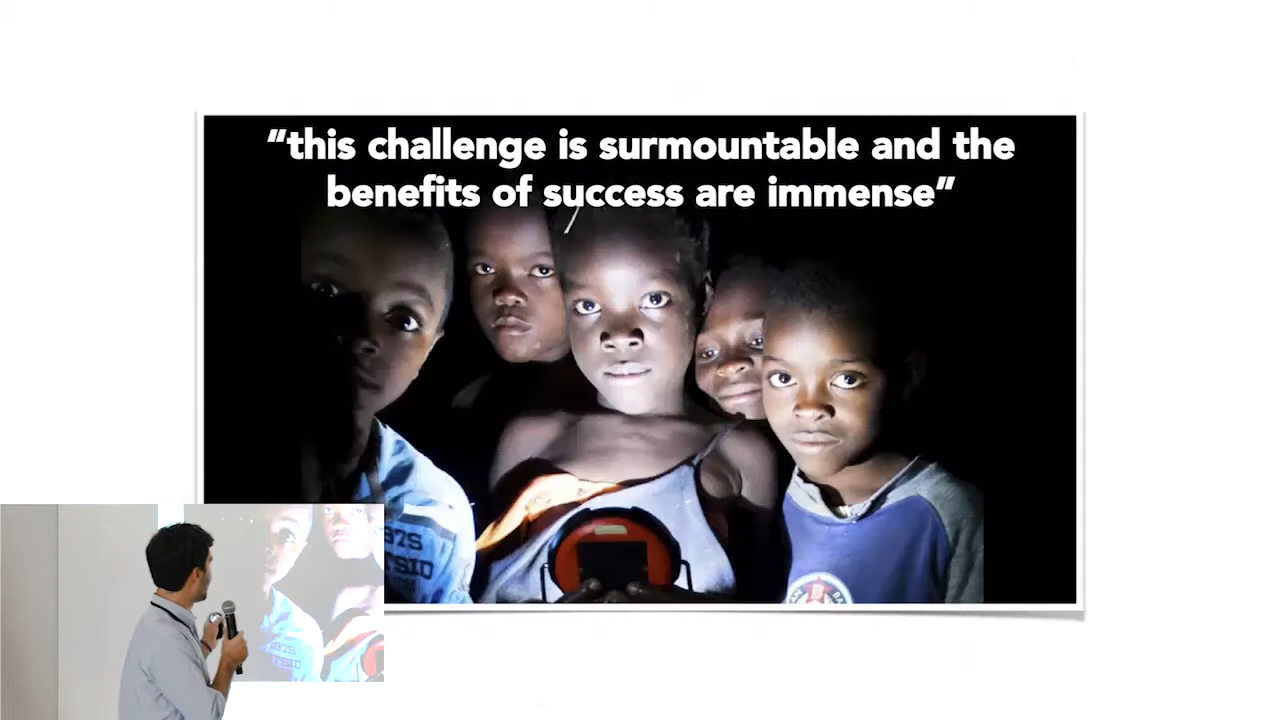 “this challenge is surmountable and the
benefits of success are immense”